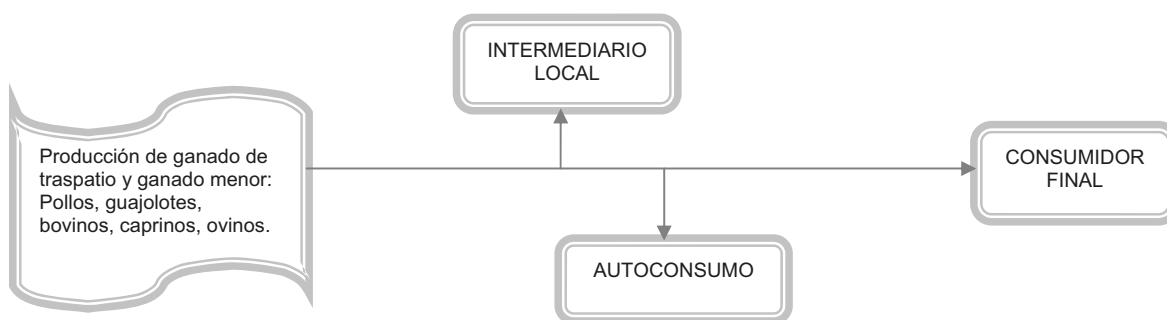 INTERMEDIARIO
LOCAL
Producción de ganado de
traspatio y ganado menor:
Pollos, guajolotes,
bovinos, caprinos, ovinos.
CONSUMIDOR
FINAL
AUTOCONSUMO